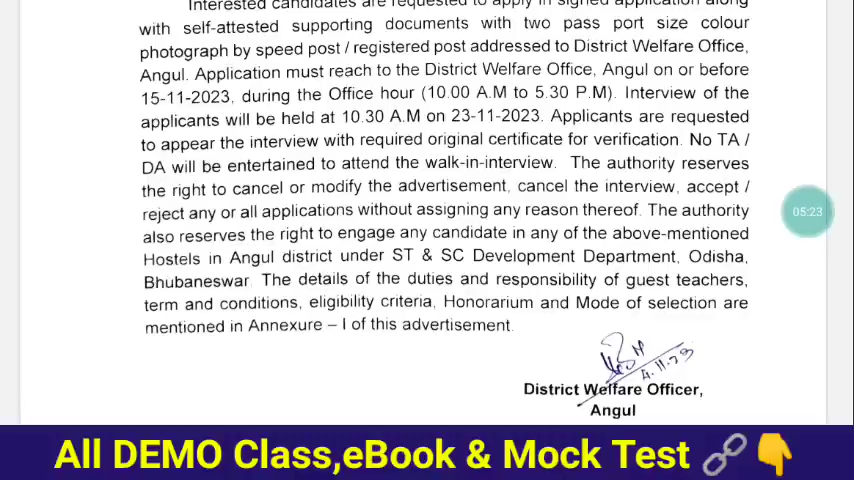 Interested candidates are requested to apply in signed application along
with self-attested supporting documents with two pass port size colour
photograph by speed post / registered post addressed to District Welfare Office,
Angul. Application must reach to the District Welfare Office, Angul on or before
15-11-2023, during the Office hour (10.00 A.M to 5.30 P.M). Interview of the
applicants will be held at 10.30 A.M on 23-11-2023. Applicants are requested
to appear the interview with required original certificate for verification. No TA /
DA will be entertained to attend the walk-in-interview. The authority reserves
the right to cancel or modify the advertisement, cancel the interview, accept /
reject any or all applications without assigning any reason thereof. The authority
also reserves the right to engage any candidate in any of the above-mentioned
Hostels in Angul district under ST & SC Development Department, Odisha,
Bhubaneswar. The details of the duties and responsibility of guest teachers,
term and conditions, eligibility criteria, Honorarium and Mode of selection are
mentioned in Annexure – I of this advertisement.
4.11.23
District Welfare Officer,
Angul
05:23
All DEMO Class,eBook & Mock Test